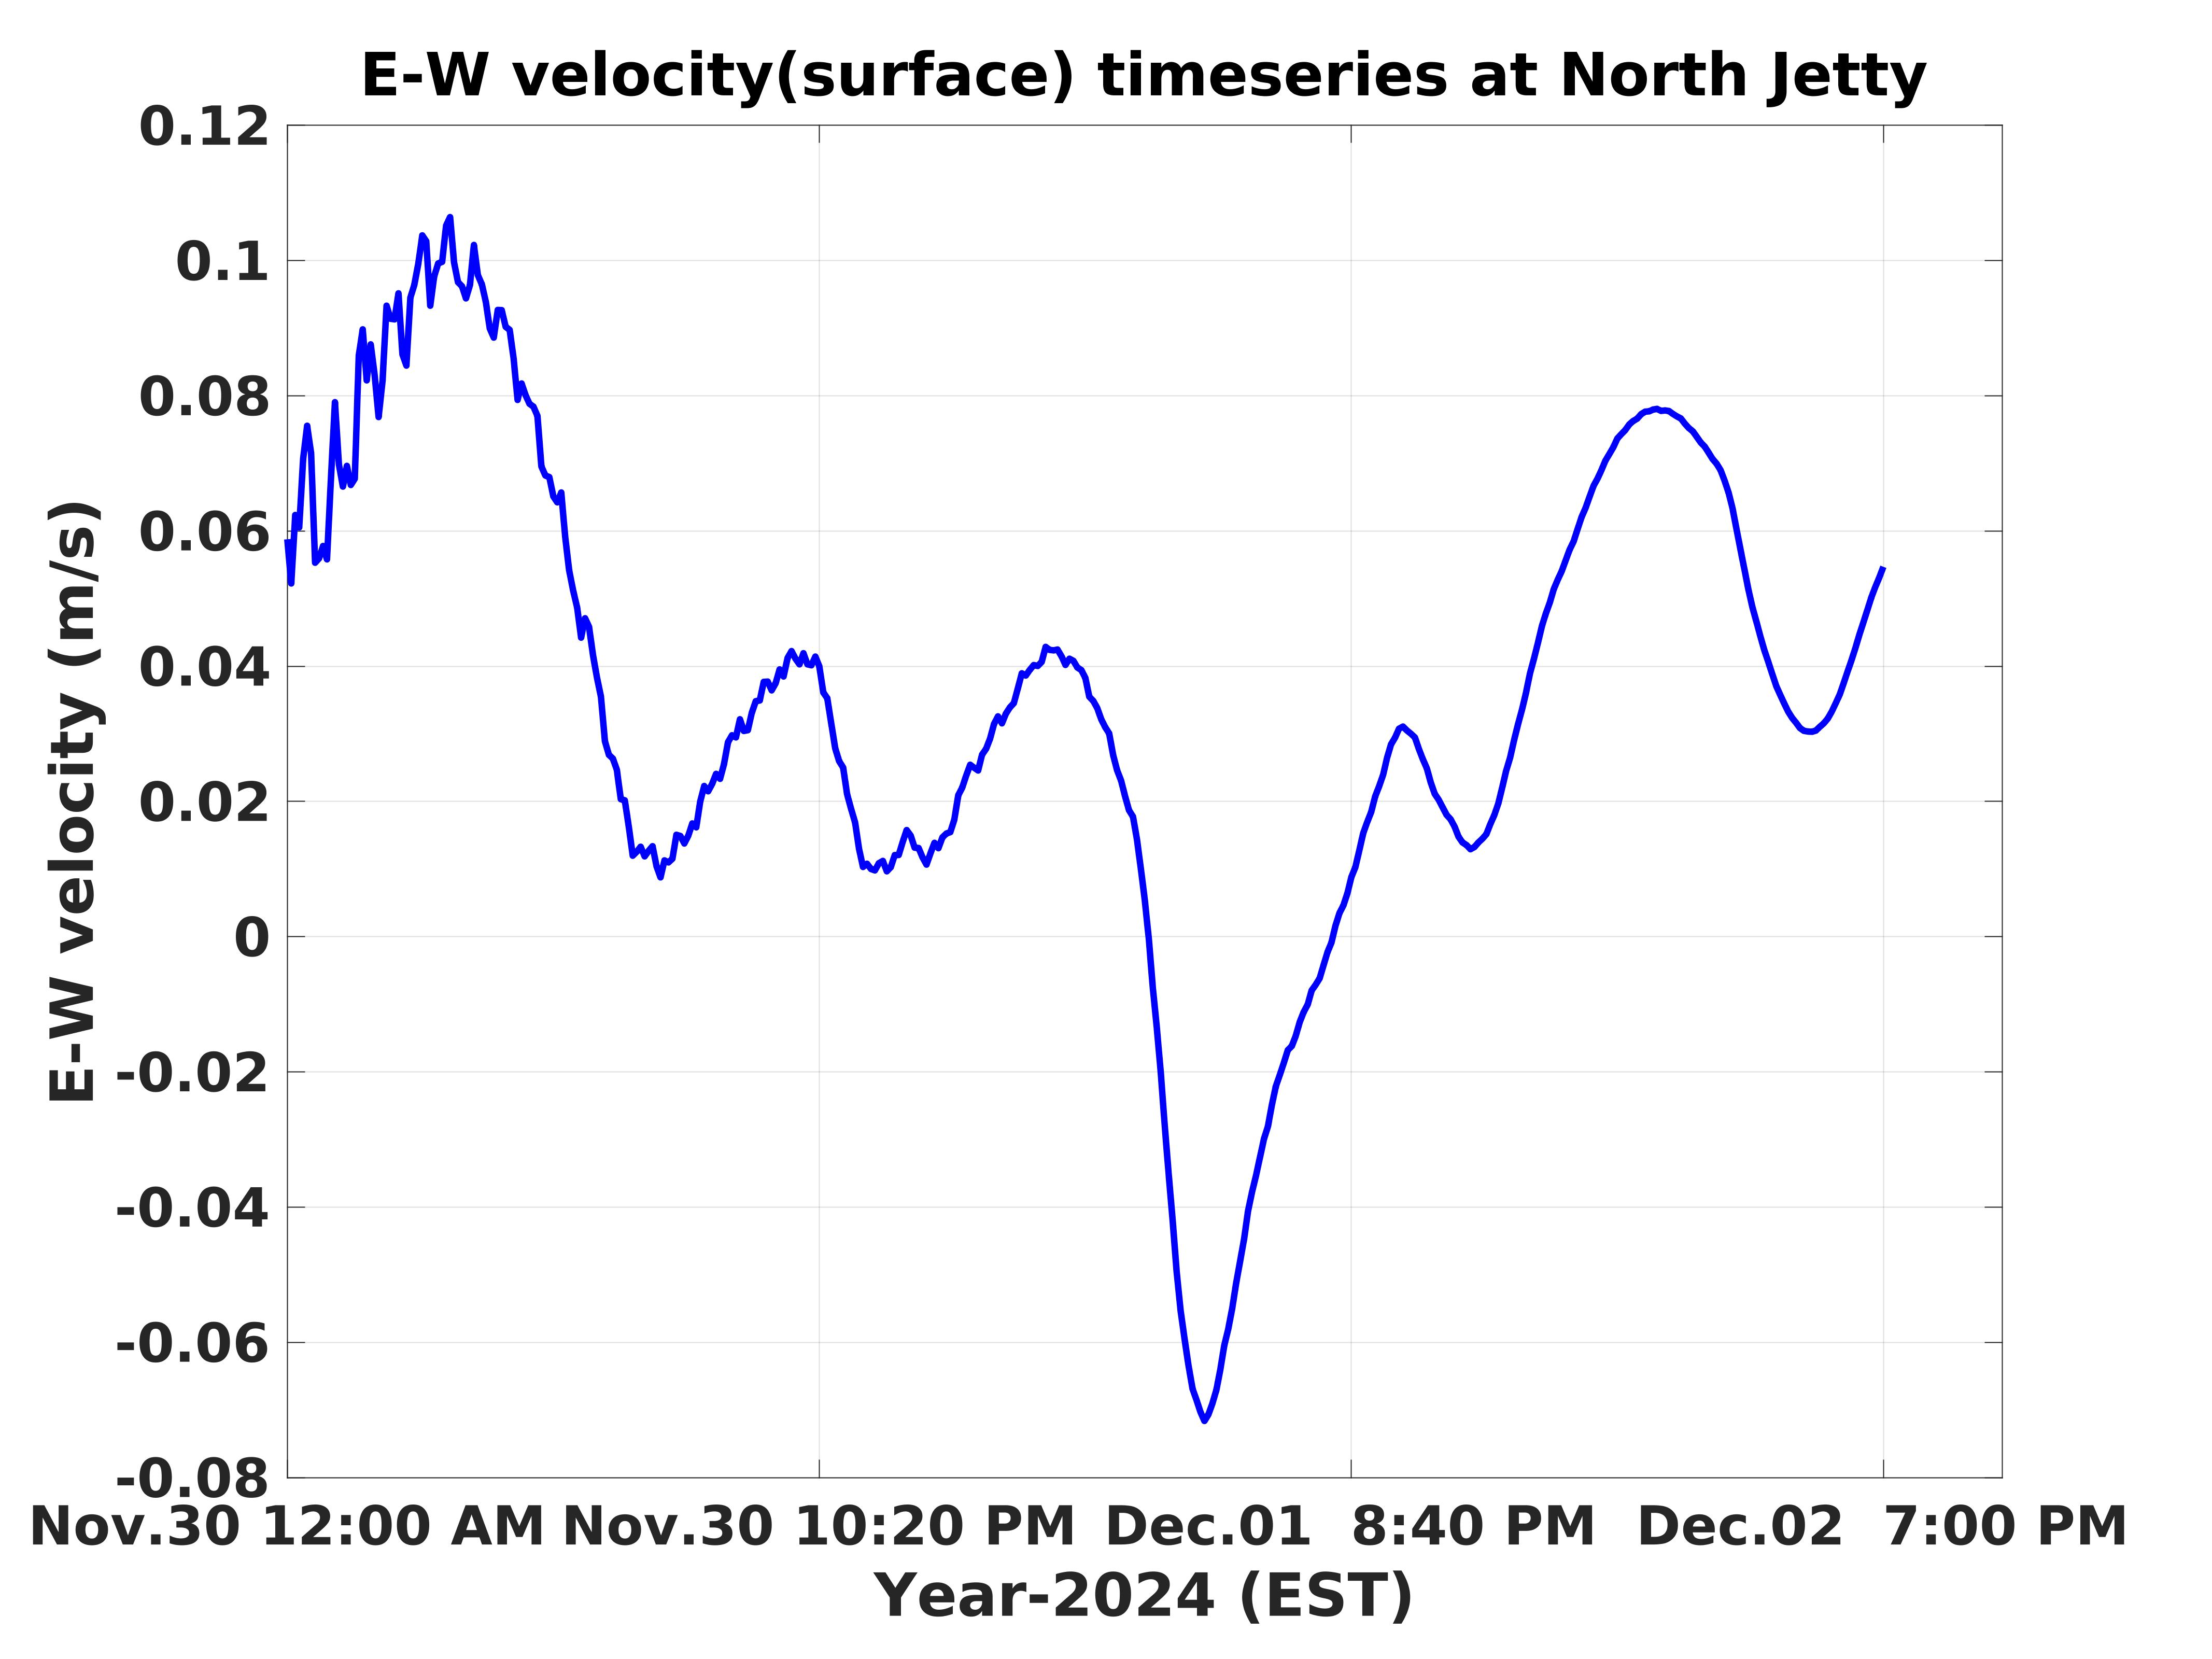 E-W velocity(surface) timeseries at North Jetty
0.12
0.1
0.08
0.06
0.04
0.02
0
-0.02
-0.04
-0.06
-0.08
E-W velocity (m/s)
Nov.30 12:00 AM Nov.30 10:20 PM Dec.01 8:40 PM Dec.02 7:00 PM
Year-2024 (EST)